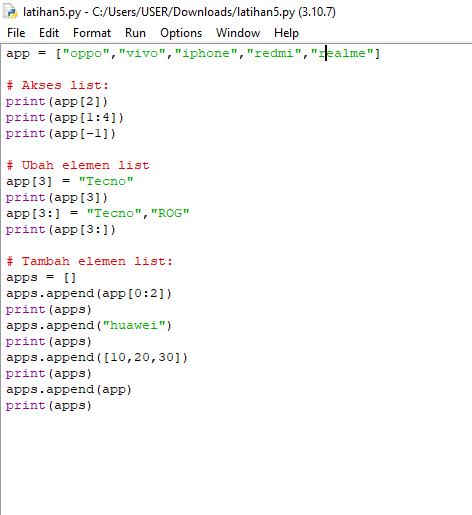 latihan5.py - C:/Users/USER/Downloads/latihan5.py (3.10.7)
File Edit Format Run Options Window Help
app = ["oppo","vivo","iphone","redmi","realme"]
# Akses list:
print(app[2])
print(app[1:4])
print(app[-1])
# Ubah elemen list
app[3] = "Tecno"
print(app[3])
app[3:] = "Tecno","ROG"
print(app[3:])
# Tambah elemen list:
apps = []
apps.append(app[0:2])
print(apps)
apps.append("huawei")
print(apps)
apps.append([10,20,30])
print(apps)
apps.append(app)
print(apps)